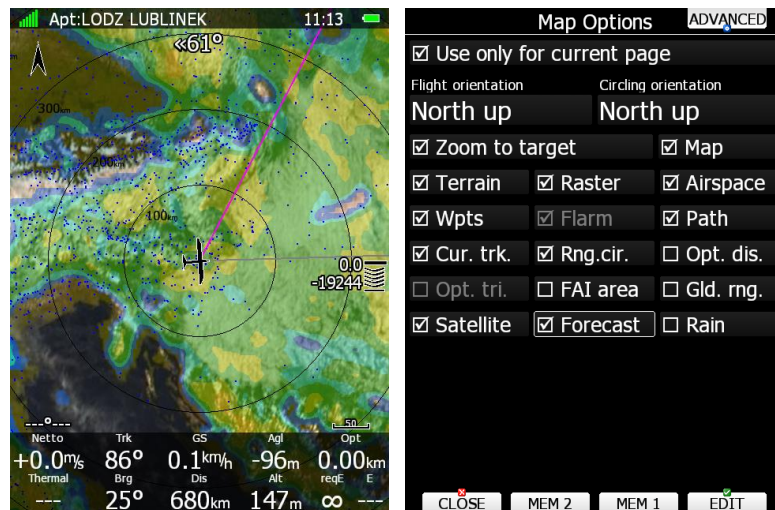 Apt:LODZ LUBLINEK 11:13
«61°
300km
200km
100km
0.0
-19244
---°---
50
Netto Trk GS Agl Opt
+0.0m/s 86° 0.1km/h -96m 0.00km
Thermal Brg Dis Alt reqE E
--- 25° 680km 147m ∞ ---
Map Options ADVANCED
☑ Use only for current page
Flight orientation Circling orientation
North up North up
☑ Zoom to target ☑ Map
☑ Terrain ☑ Raster ☑ Airspace
☑ Wpts ☑ Flarm ☑ Path
☑ Cur. trk. ☑ Rng.cir. ☐ Opt. dis.
☐ Opt. tri. ☐ FAI area ☐ Gld. rng.
☑ Satellite ☑ Forecast ☐ Rain
CLOSE MEM 2 MEM 1 EDIT